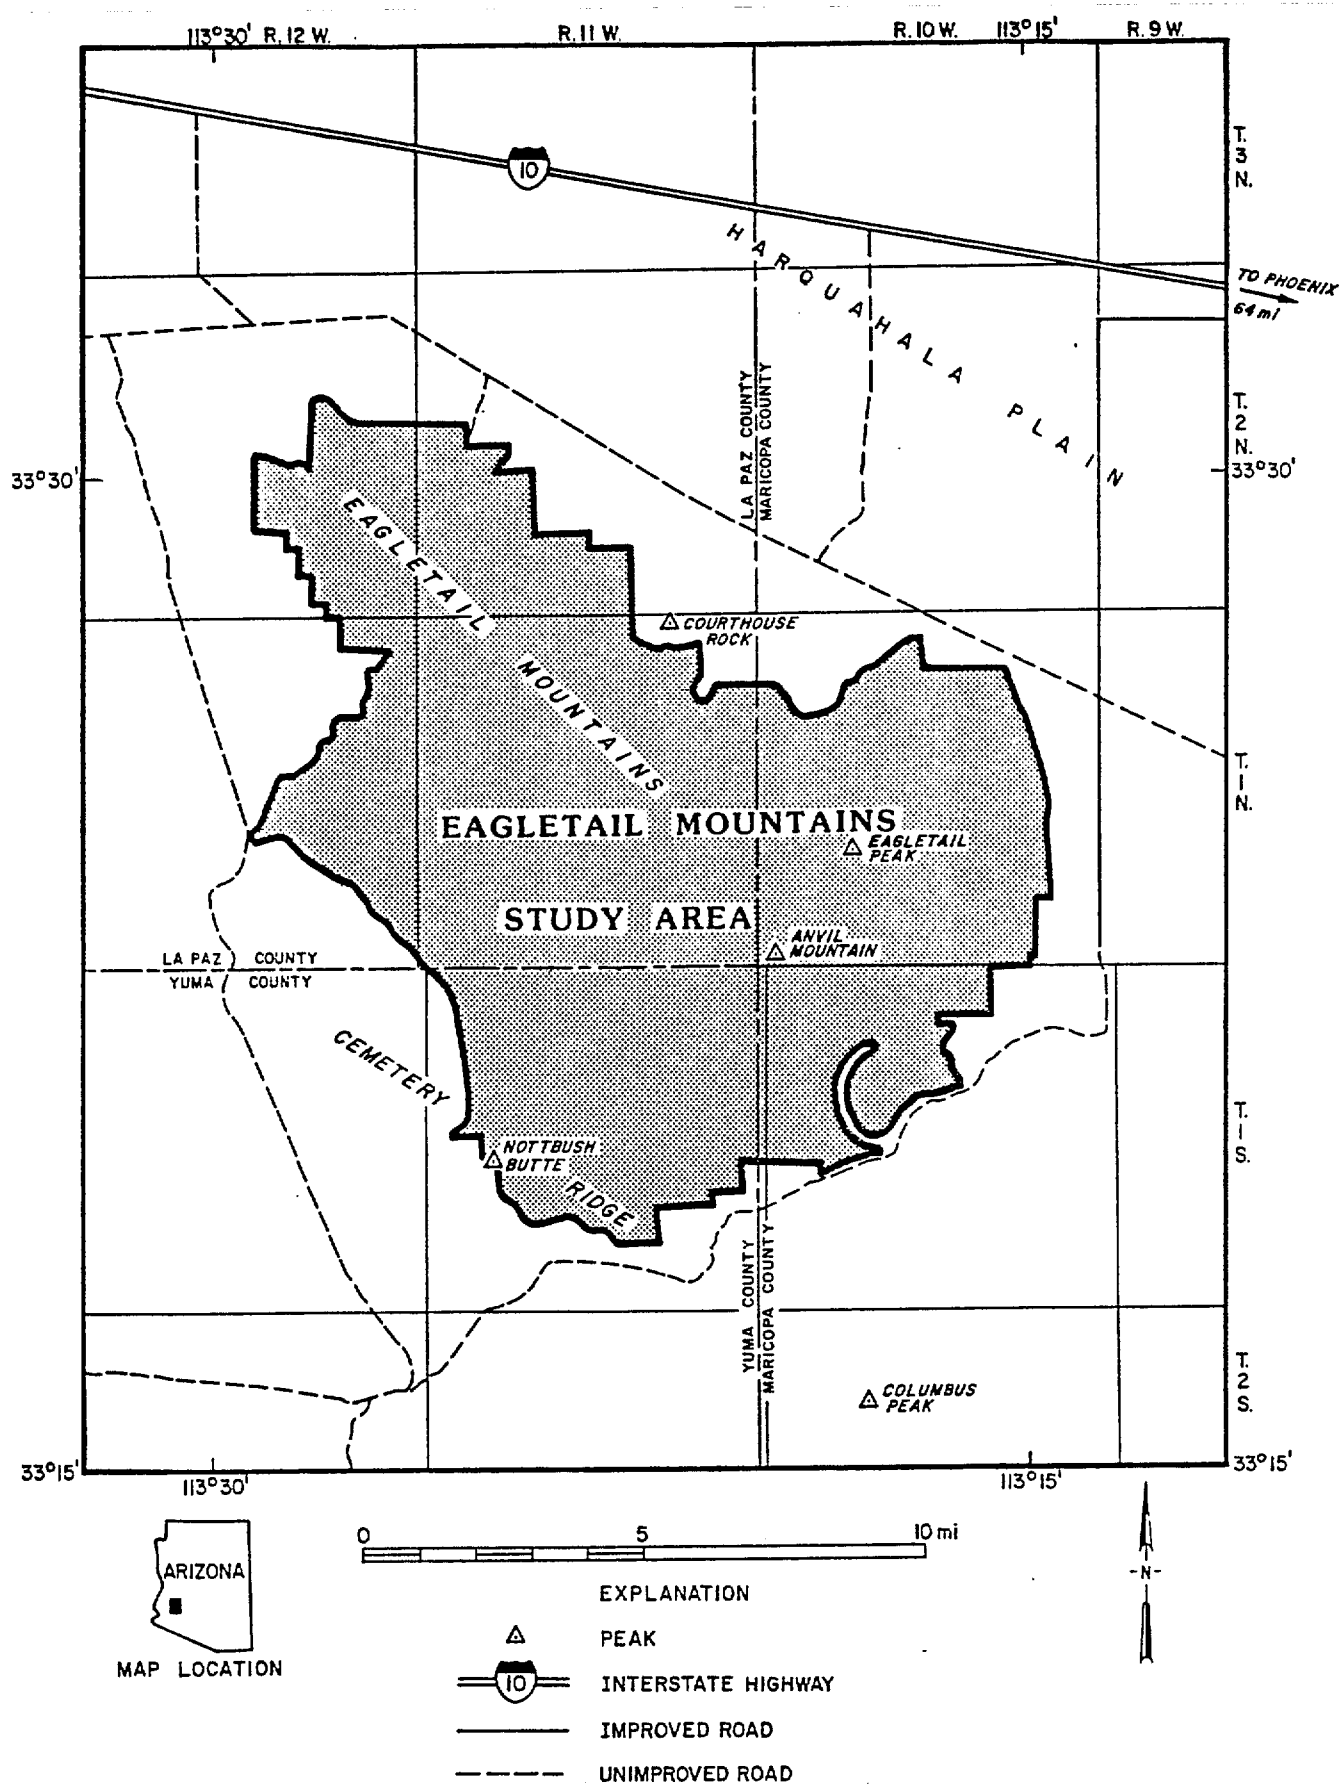 113°30' R.12 W. R.11 W. R.10 W. 113°15' R.9 W.
T.
3
N.
10
HARQUAHALA PLAIN
TO PHOENIX
64 mi
LA PAZ COUNTY
MARICOPA COUNTY
T.
2
N.
33°30'
33°30'
EAGLETAIL MOUNTAINS
COURTHOUSE
ROCK
T.
1
N.
EAGLETAIL MOUNTAINS
EAGLETAIL
PEAK
STUDY AREA
ANVIL
MOUNTAIN
LA PAZ COUNTY
YUMA COUNTY
CEMETERY RIDGE
NOTTBUSH
BUTTE
T.
1
S.
YUMA COUNTY
MARICOPA COUNTY
COLUMBUS
PEAK
T.
2
S.
33°15'
33°15'
113°30'
113°15'
ARIZONA
MAP LOCATION
0 5 10 mi
-N-
EXPLANATION
PEAK
10 INTERSTATE HIGHWAY
IMPROVED ROAD
UNIMPROVED ROAD